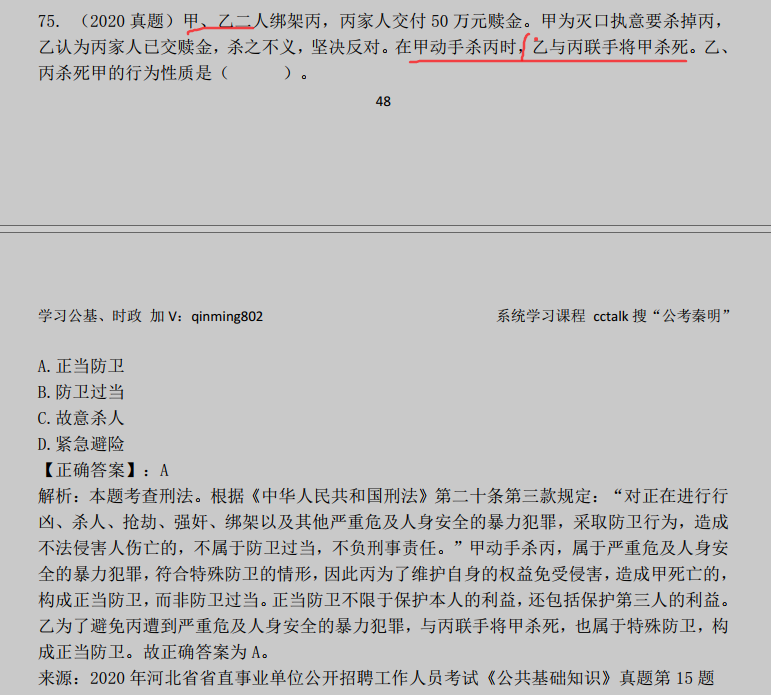 75. （2020 真题）甲、乙二人绑架丙，丙家人交付 50 万元赎金。甲为灭口执意要杀掉丙，
乙认为丙家人已交赎金，杀之不义，坚决反对。在甲动手杀丙时，乙与丙联手将甲杀死。乙、
丙杀死甲的行为性质是（　　　）。
48
学习公基、时政 加 V：qinming802
系统学习课程 cctalk 搜“公考秦明”
A. 正当防卫
B. 防卫过当
C. 故意杀人
D. 紧急避险
【正确答案】：A
解析：本题考查刑法。根据《中华人民共和国刑法》第二十条第三款规定：“对正在进行行
凶、杀人、抢劫、强奸、绑架以及其他严重危及人身安全的暴力犯罪，采取防卫行为，造成
不法侵害人伤亡的，不属于防卫过当，不负刑事责任。”甲动手杀丙，属于严重危及人身安
全的暴力犯罪，符合特殊防卫的情形，因此丙为了维护自身的权益免受侵害，造成甲死亡的，
构成正当防卫，而非防卫过当。正当防卫不限于保护本人的利益，还包括保护第三人的利益。
乙为了避免丙遭到严重危及人身安全的暴力犯罪，与丙联手将甲杀死，也属于特殊防卫，构
成正当防卫。故正确答案为 A。
来源：2020 年河北省省直事业单位公开招聘工作人员考试《公共基础知识》真题第 15 题